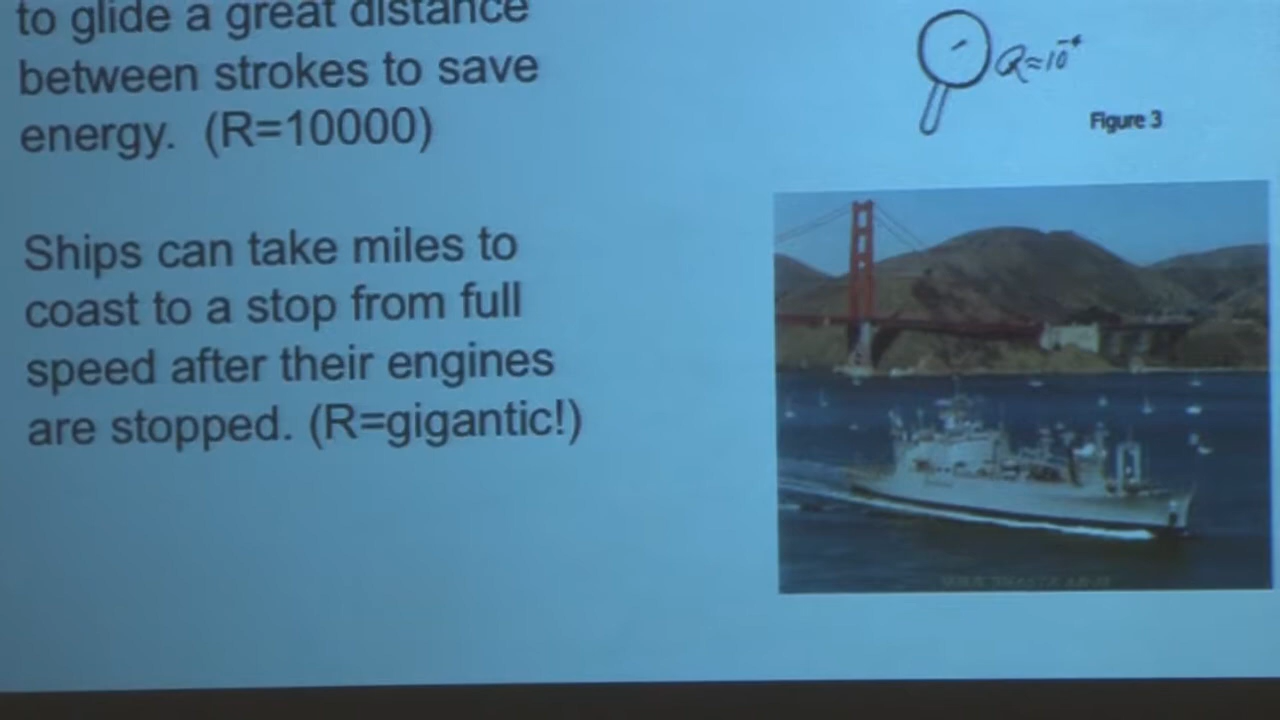 to glide a great distance
between strokes to save
energy. (R=10000)
Ships can take miles to
coast to a stop from full
speed after their engines
are stopped. (R=gigantic!)
R≈10⁻⁴
Figure 3